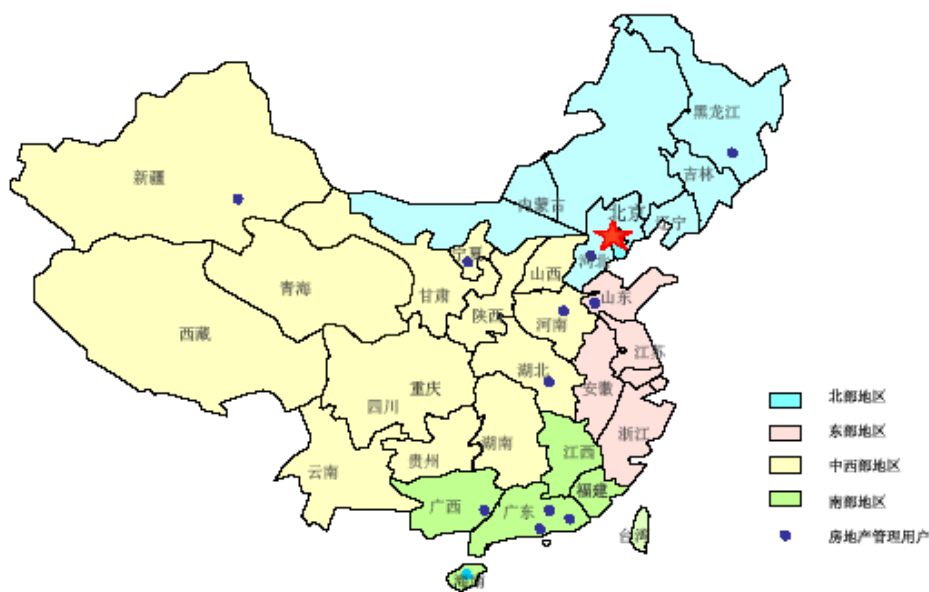 黑龙江
吉林
新疆
内蒙古
北京
辽宁
宁夏
河北
山西
青海
甘肃
山东
陕西
河南
西藏
江苏
湖北
重庆
安徽
四川
北部地区
浙江
东部地区
湖南
江西
贵州
中西部地区
云南
福建
南部地区
广西
广东
台湾
房地产管理用户
海南